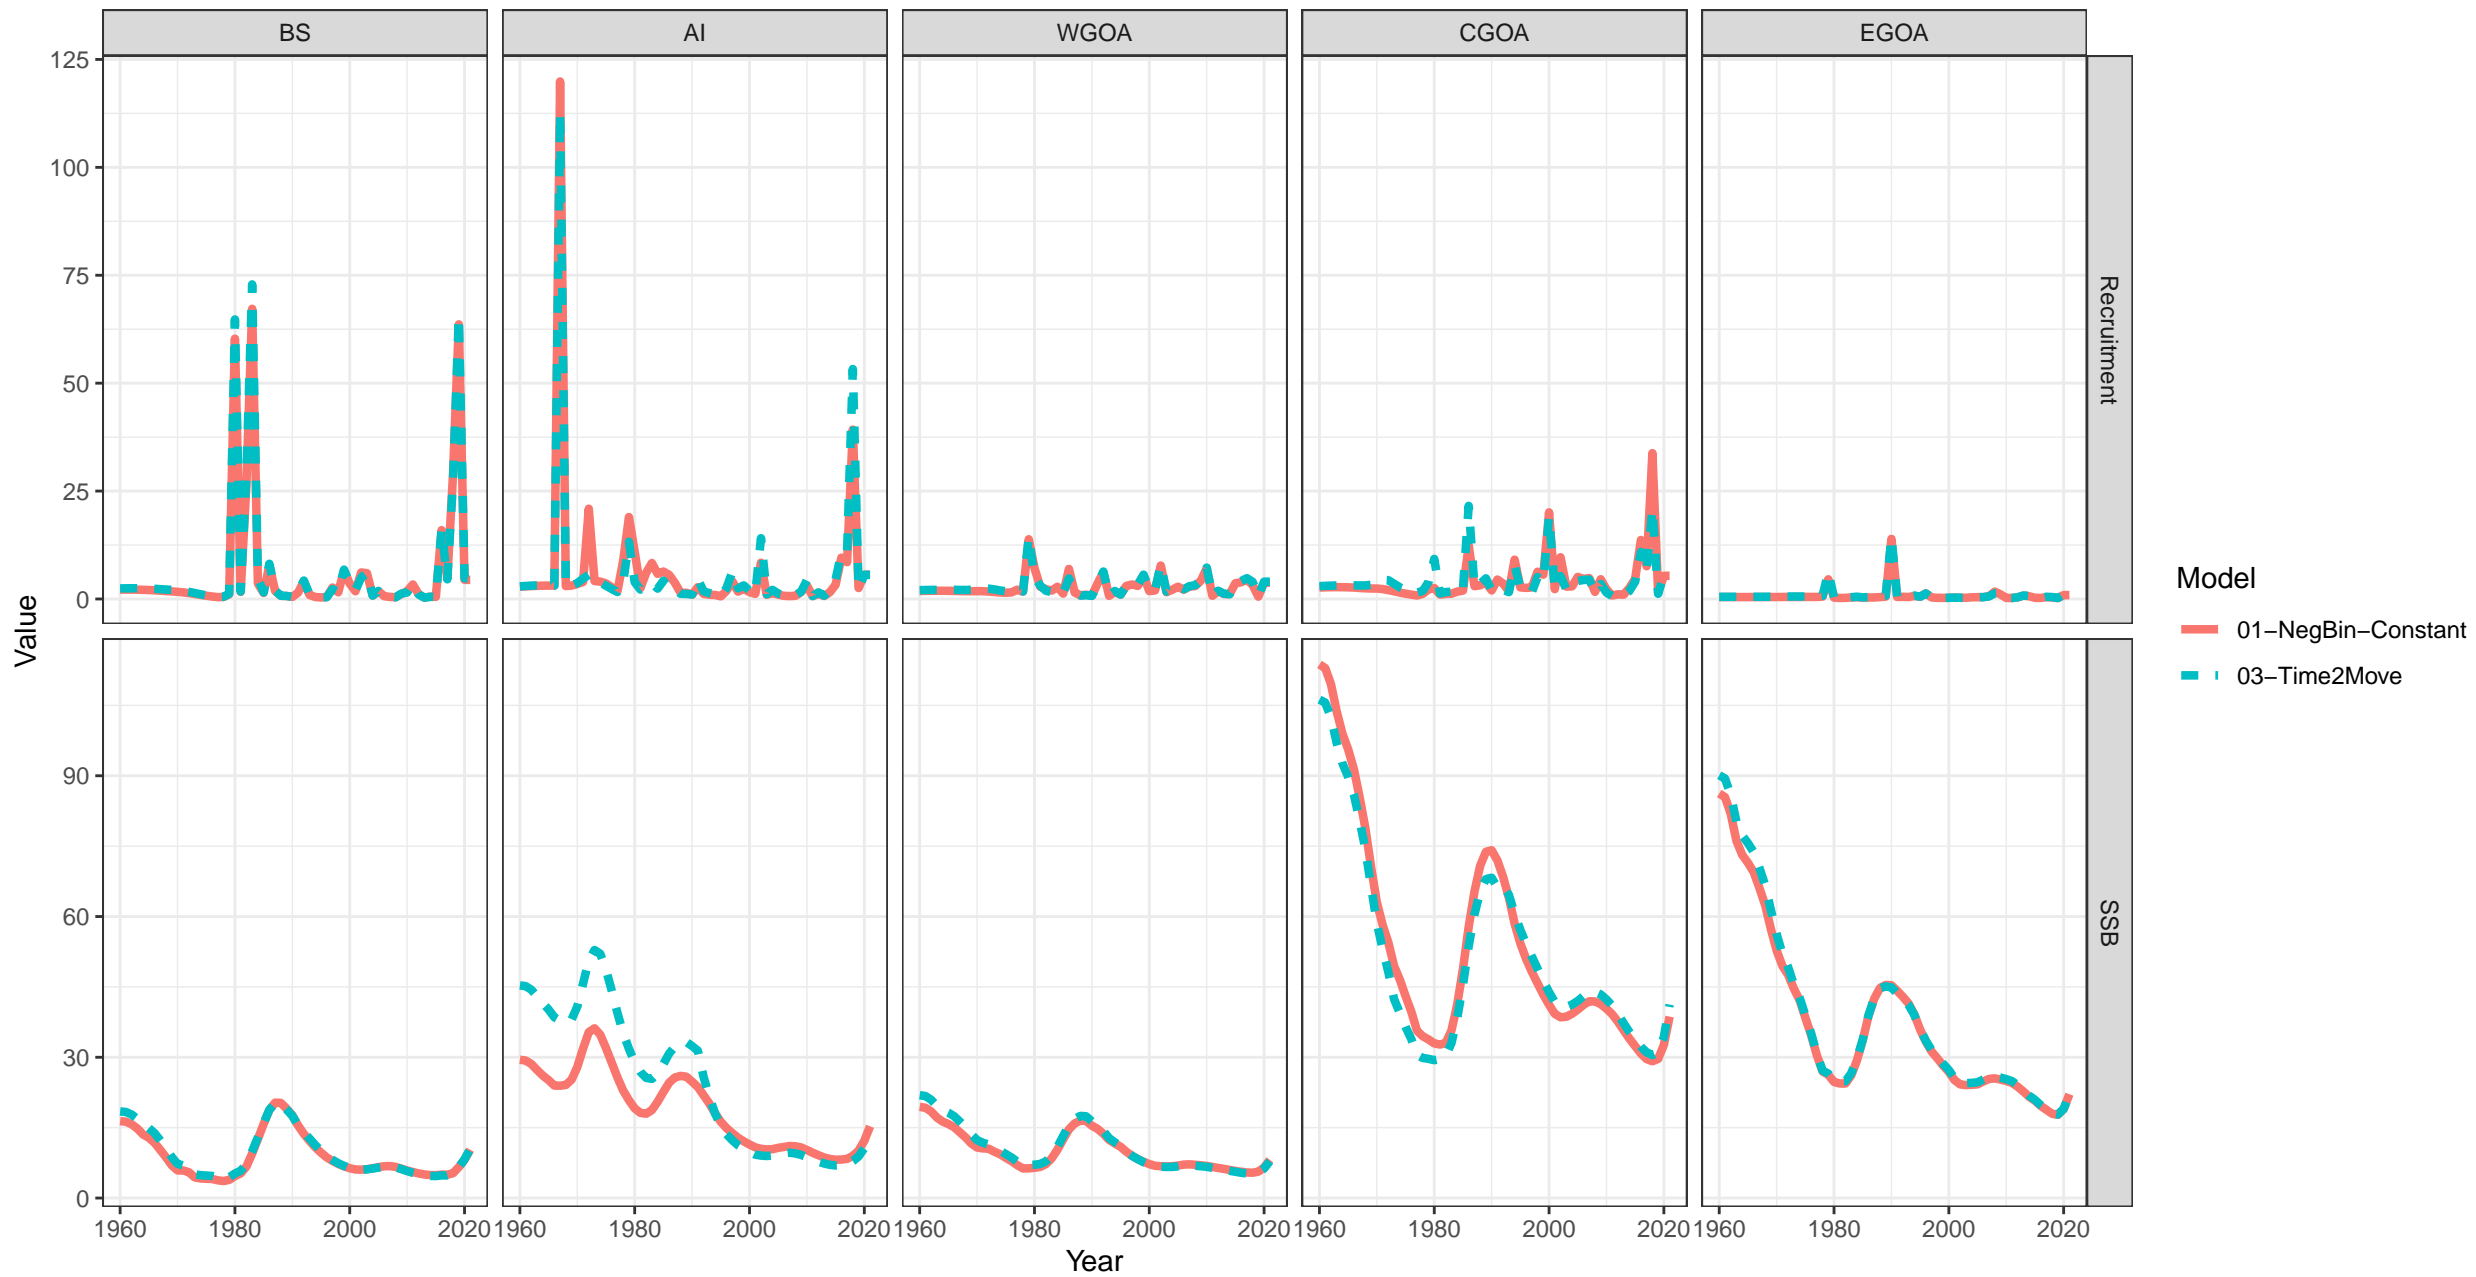 BS AI WGOA CGOA EGOA
125
100
75
50
25
0
Recruitment
90
60
30
0
SSB
Value
1960 1980 2000 2020 1960 1980 2000 2020 1960 1980 2000 2020 1960 1980 2000 2020 1960 1980 2000 2020
Year
Model
01−NegBin−Constant
03−Time2Move